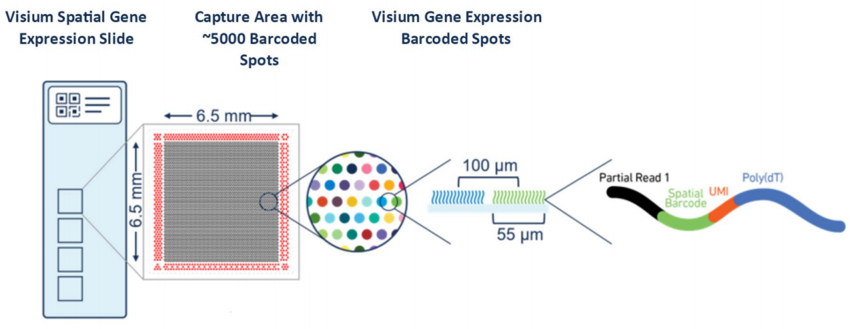 Visium Spatial Gene
Expression Slide
Capture Area with
~5000 Barcoded
Spots
Visium Gene Expression
Barcoded Spots
6.5 mm
6.5 mm
100 µm
55 µm
Partial Read 1
Spatial
Barcode
UMI
Poly(dT)